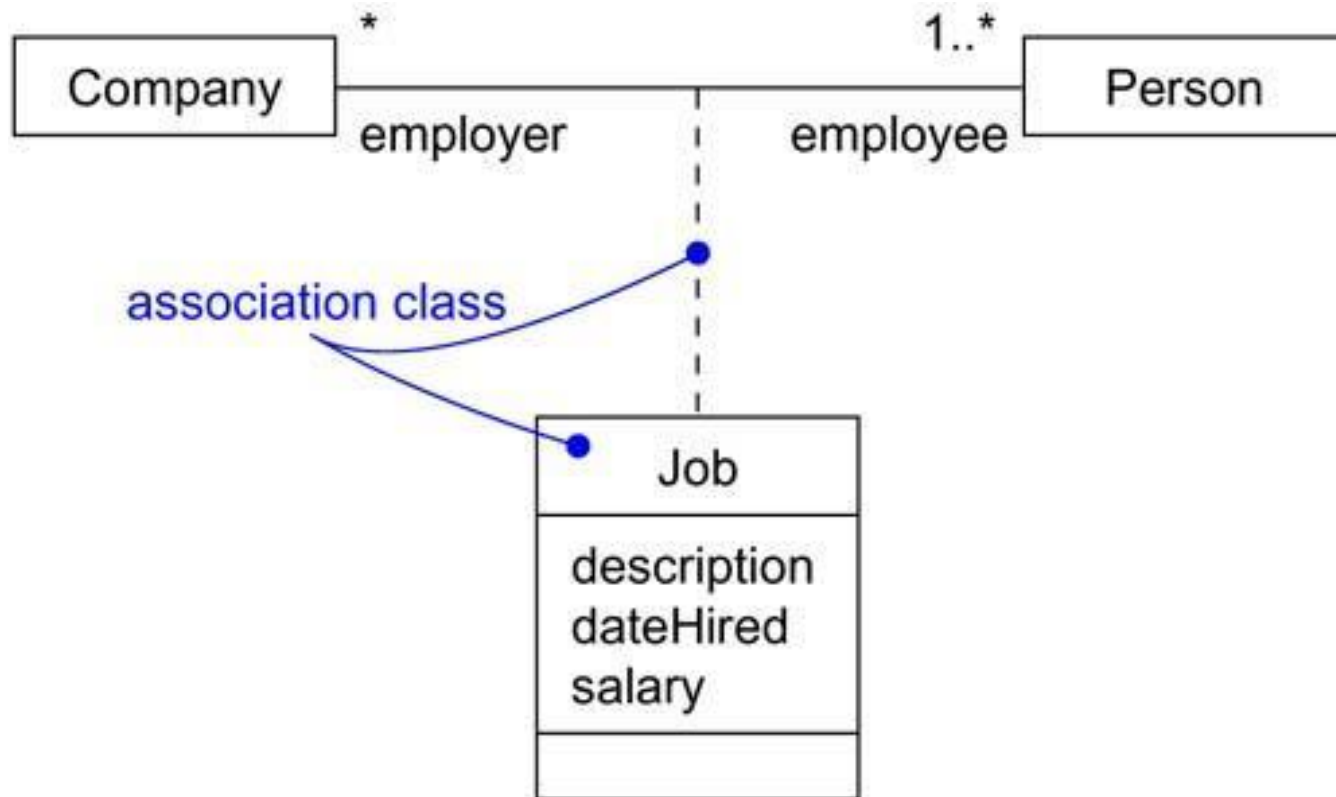 *
1..*
Company
Person
employer
employee
association class
Job
description
dateHired
salary